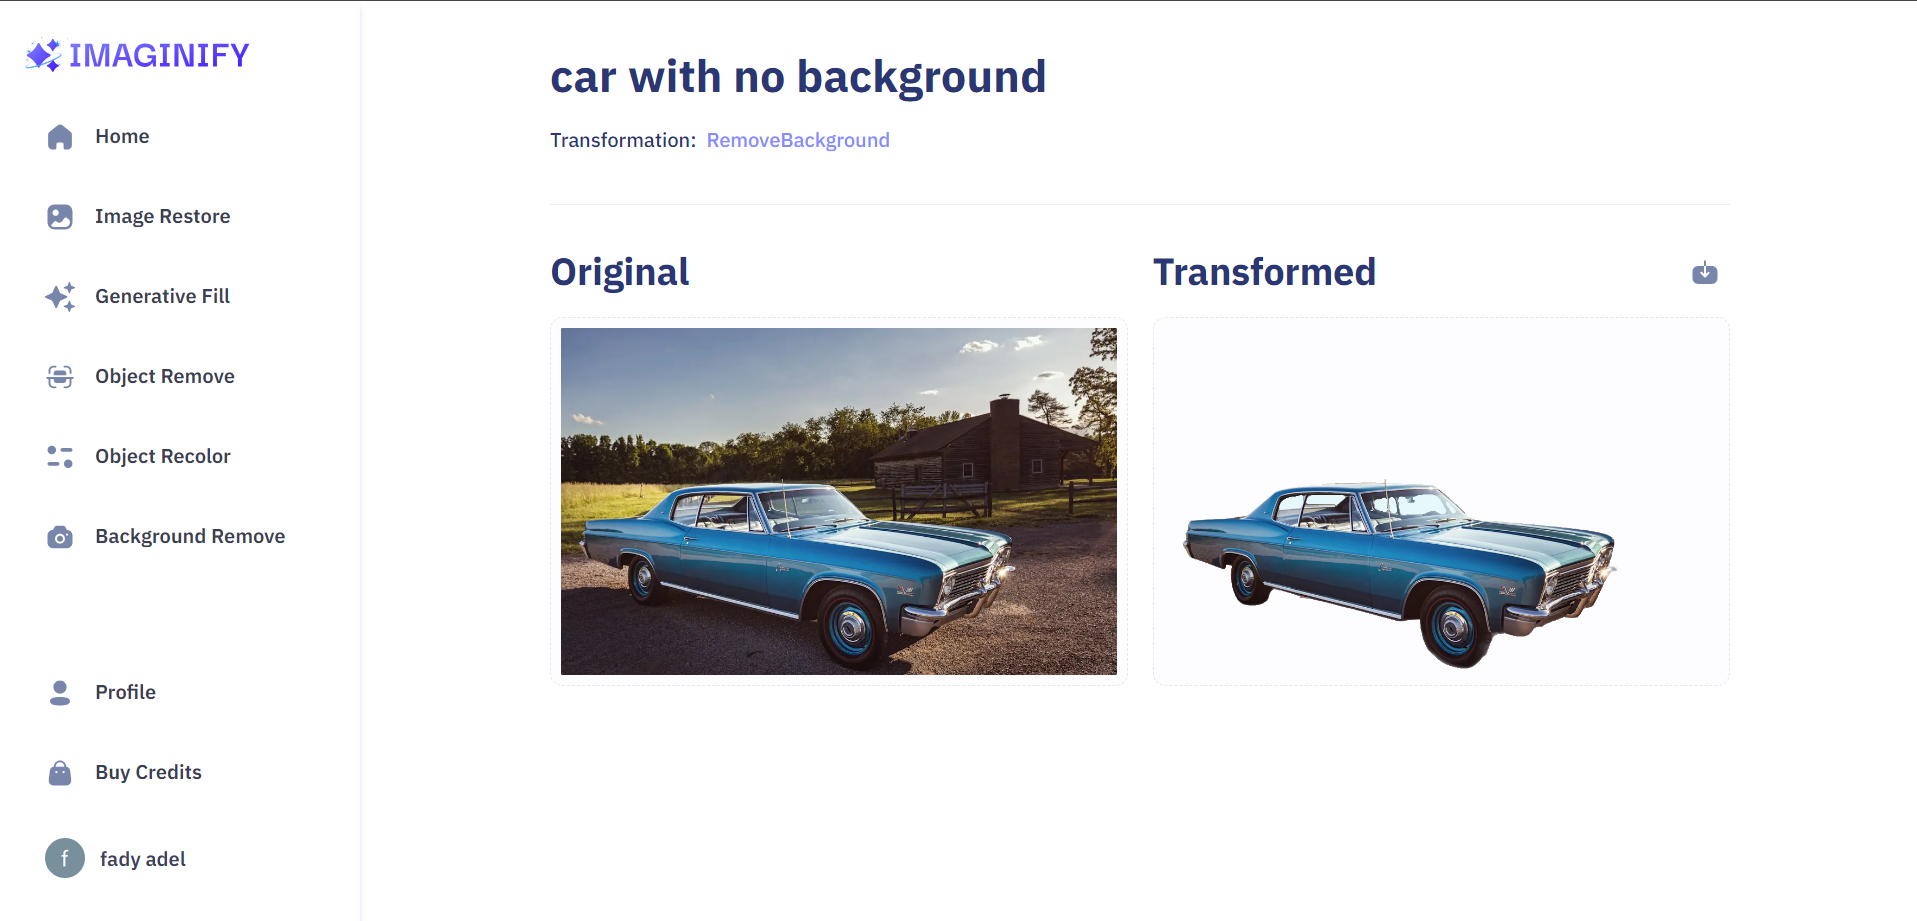 IMAGINIFY
Home
Image Restore
Generative Fill
Object Remove
Object Recolor
Background Remove
Profile
Buy Credits
f
fady adel
car with no background
Transformation: RemoveBackground
Original
Transformed